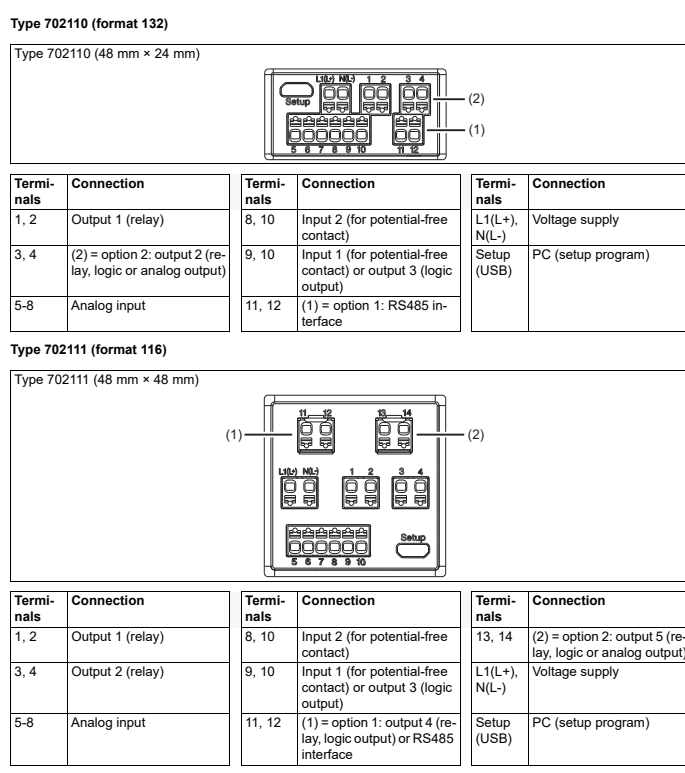 Type 702110 (format 132)
Type 702110 (48 mm × 24 mm)
L1(L+) N(L-) 1 2 3 4
Setup
(2)
(1)
5 6 7 8 9 10 11 12
Termi-
nals
Connection
1, 2
Output 1 (relay)
3, 4
(2) = option 2: output 2 (re-
lay, logic or analog output)
5-8
Analog input
Termi-
nals
Connection
8, 10
Input 2 (for potential-free
contact)
9, 10
Input 1 (for potential-free
contact) or output 3 (logic
output)
11, 12
(1) = option 1: RS485 in-
terface
Termi-
nals
Connection
L1(L+),
N(L-)
Voltage supply
Setup
(USB)
PC (setup program)
Type 702111 (format 116)
Type 702111 (48 mm × 48 mm)
11 12 13 14
(1)
(2)
L1(L+) N(L-) 1 2 3 4
Setup
5 6 7 8 9 10
Termi-
nals
Connection
1, 2
Output 1 (relay)
3, 4
Output 2 (relay)
5-8
Analog input
Termi-
nals
Connection
8, 10
Input 2 (for potential-free
contact)
9, 10
Input 1 (for potential-free
contact) or output 3 (logic
output)
11, 12
(1) = option 1: output 4 (re-
lay, logic output) or RS485
interface
Termi-
nals
Connection
13, 14
(2) = option 2: output 5 (re-
lay, logic or analog output)
L1(L+),
N(L-)
Voltage supply
Setup
(USB)
PC (setup program)